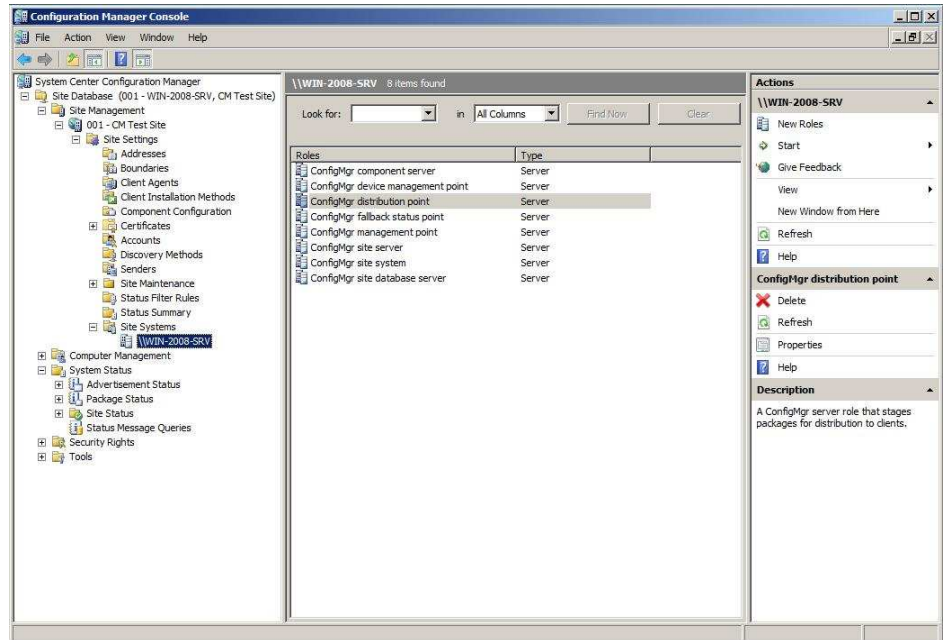 Configuration Manager Console
File Action View Window Help
System Center Configuration Manager
Site Database (001 - WIN-2008-SRV, CM Test Site)
Site Management
001 - CM Test Site
Site Settings
Addresses
Boundaries
Client Agents
Client Installation Methods
Component Configuration
Certificates
Accounts
Discovery Methods
Senders
Site Maintenance
Status Filter Rules
Status Summary
Site Systems
\\WIN-2008-SRV
Computer Management
System Status
Advertisement Status
Package Status
Site Status
Status Message Queries
Security Rights
Tools
\\WIN-2008-SRV 8 items found
Look for: in All Columns Find Now Clear
Roles Type
ConfigMgr component server Server
ConfigMgr device management point Server
ConfigMgr distribution point Server
ConfigMgr fallback status point Server
ConfigMgr management point Server
ConfigMgr site server Server
ConfigMgr site system Server
ConfigMgr site database server Server
Actions
\\WIN-2008-SRV
New Roles
Start
Give Feedback
View
New Window from Here
Refresh
Help
ConfigMgr distribution point
Delete
Refresh
Properties
Help
Description
A ConfigMgr server role that stages
packages for distribution to clients.